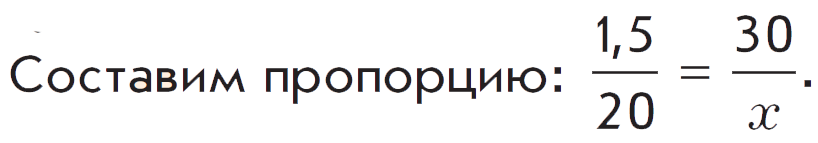 Составим пропорцию: 1,5/20 = 30/x.